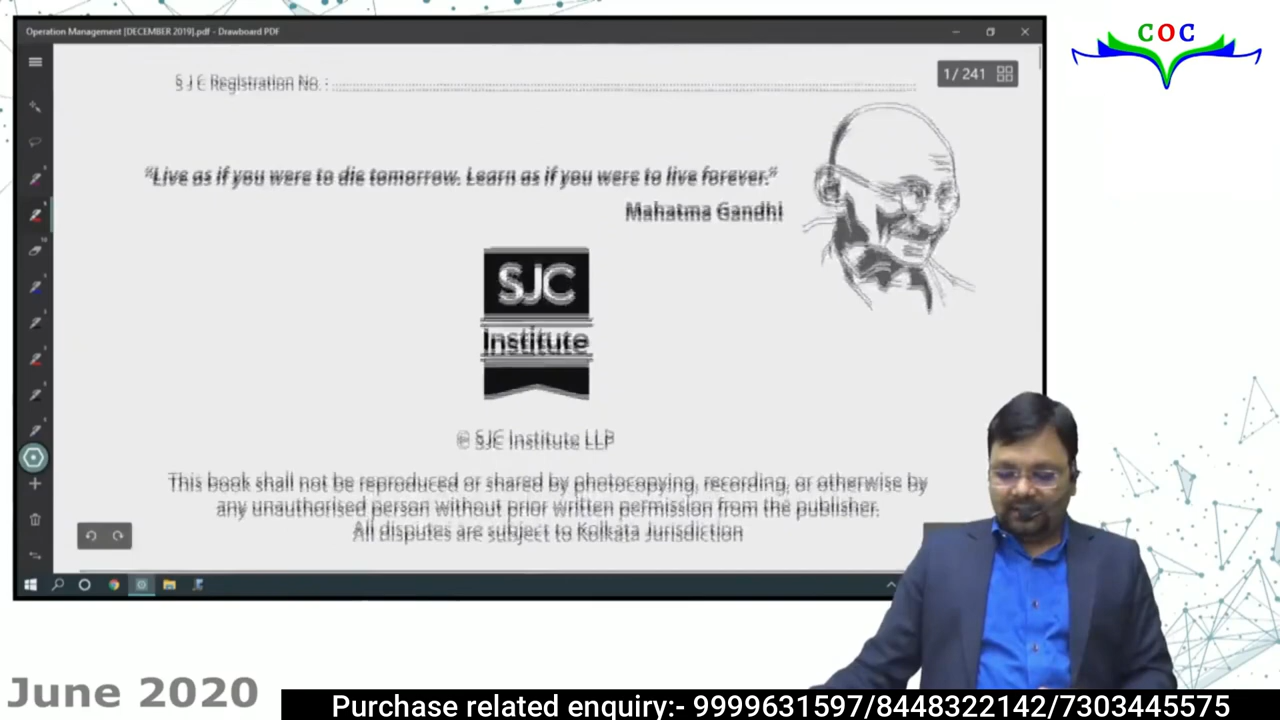 Operation Management [DECEMBER 2019].pdf - Drawboard PDF
COC
S J C Registration No. :
1 / 241
"Live as if you were to die tomorrow. Learn as if you were to live forever."
Mahatma Gandhi
SJC
Institute
© SJC Institute LLP
This book shall not be reproduced or shared by photocopying, recording, or otherwise by
any unauthorised person without prior written permission from the publisher.
All disputes are subject to Kolkata Jurisdiction
June 2020
Purchase related enquiry:- 9999631597/8448322142/7303445575